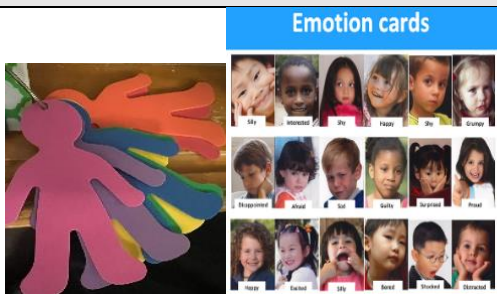 Emotion cards
Silly Interested Shy Happy Shy Grumpy
Disappointed Afraid Sad Guilty Surprised Proud
Happy Excited Silly Bored Shocked Distracted